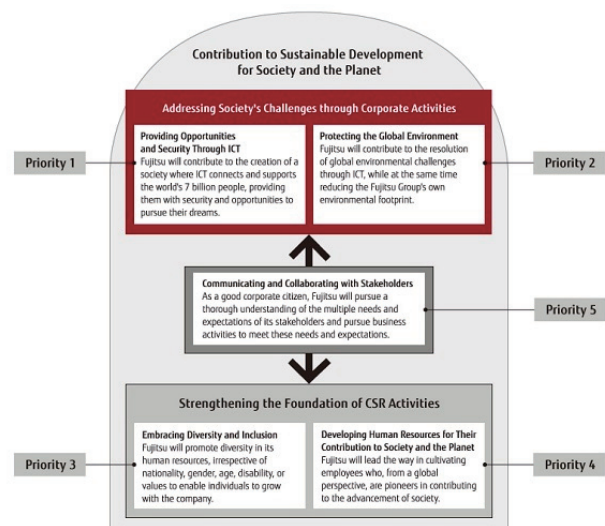 Contribution to Sustainable Development
for Society and the Planet
Addressing Society's Challenges through Corporate Activities
Priority 1
Providing Opportunities
and Security Through ICT
Fujitsu will contribute to the creation of a
society where ICT connects and supports
the world's 7 billion people, providing
them with security and opportunities to
pursue their dreams.
Protecting the Global Environment
Fujitsu will contribute to the resolution
of global environmental challenges
through ICT, while at the same time
reducing the Fujitsu Group's own
environmental footprint.
Priority 2
Communicating and Collaborating with Stakeholders
As a good corporate citizen, Fujitsu will pursue a
thorough understanding of the multiple needs and
expectations of its stakeholders and pursue business
activities to meet these needs and expectations.
Priority 5
Strengthening the Foundation of CSR Activities
Priority 3
Embracing Diversity and Inclusion
Fujitsu will promote diversity in its
human resources, irrespective of
nationality, gender, age, disability, or
values to enable individuals to grow
with the company.
Developing Human Resources for Their
Contribution to Society and the Planet
Fujitsu will lead the way in cultivating
employees who, from a global
perspective, are pioneers in contributing
to the advancement of society.
Priority 4